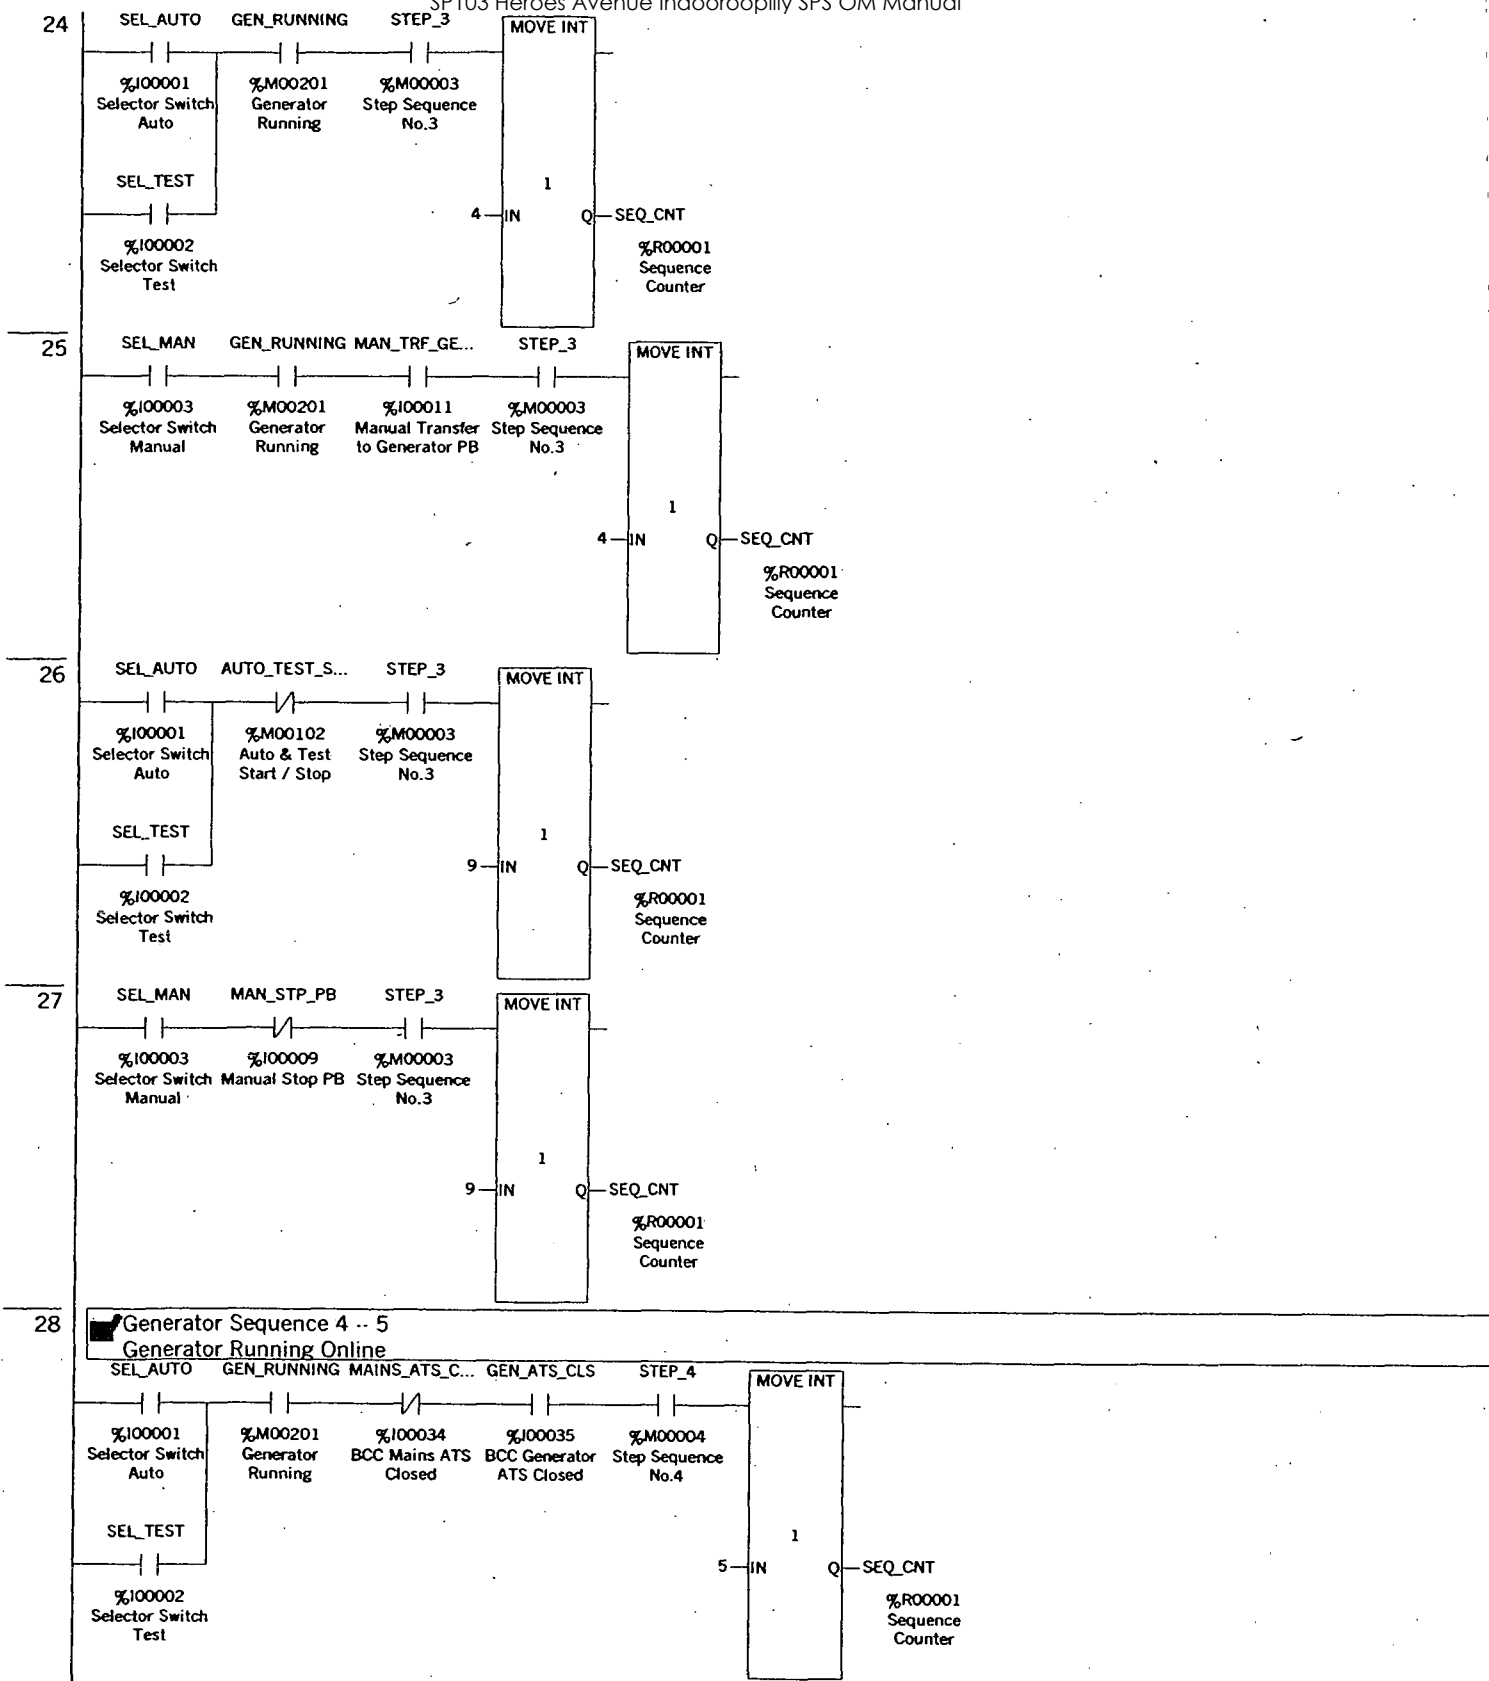 SP103 Heroes Avenue Indooroopilly SPS OM Manual
24
SEL_AUTO GEN_RUNNING STEP_3 MOVE INT
%I00001 %M00201 %M00003
Selector Switch Generator Step Sequence
Auto Running No.3
SEL_TEST 1
4 IN Q SEQ_CNT
%I00002 %R00001
Selector Switch Sequence
Test Counter
25
SEL_MAN GEN_RUNNING MAN_TRF_GE... STEP_3 MOVE INT
%I00003 %M00201 %I00011 %M00003
Selector Switch Generator Manual Transfer Step Sequence
Manual Running to Generator PB No.3
1
4 IN Q SEQ_CNT
%R00001
Sequence
Counter
26
SEL_AUTO AUTO_TEST_S... STEP_3 MOVE INT
%I00001 %M00102 %M00003
Selector Switch Auto & Test Step Sequence
Auto Start / Stop No.3
SEL_TEST 1
9 IN Q SEQ_CNT
%I00002 %R00001
Selector Switch Sequence
Test Counter
27
SEL_MAN MAN_STP_PB STEP_3 MOVE INT
%I00003 %I00009 %M00003
Selector Switch Manual Stop PB Step Sequence
Manual No.3
1
9 IN Q SEQ_CNT
%R00001
Sequence
Counter
28
Generator Sequence 4 -- 5
Generator Running Online
SEL_AUTO GEN_RUNNING MAINS_ATS_C... GEN_ATS_CLS STEP_4 MOVE INT
%I00001 %M00201 %I00034 %I00035 %M00004
Selector Switch Generator BCC Mains ATS BCC Generator Step Sequence
Auto Running Closed ATS Closed No.4
SEL_TEST 1
5 IN Q SEQ_CNT
%I00002 %R00001
Selector Switch Sequence
Test Counter